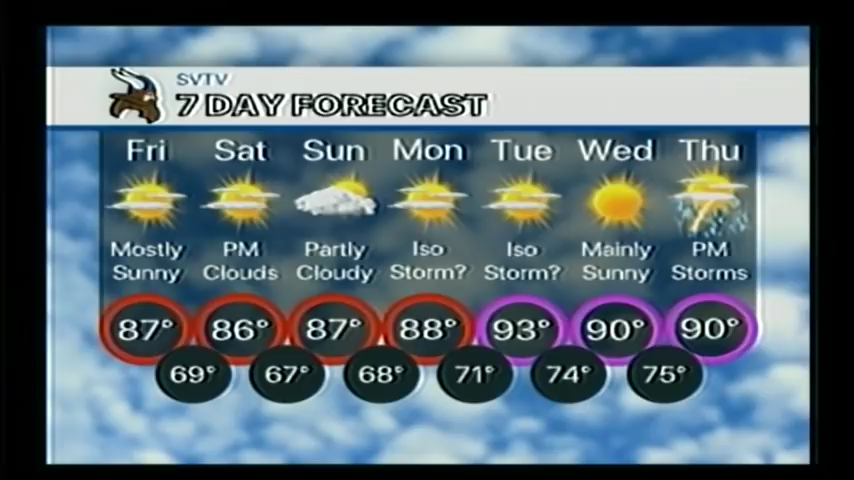 SVTV
7 DAY FORECAST
Fri Sat Sun Mon Tue Wed Thu
Mostly PM Partly Iso Iso Mainly PM
Sunny Clouds Cloudy Storm? Storm? Sunny Storms
87° 86° 87° 88° 93° 90° 90°
69° 67° 68° 71° 74° 75°